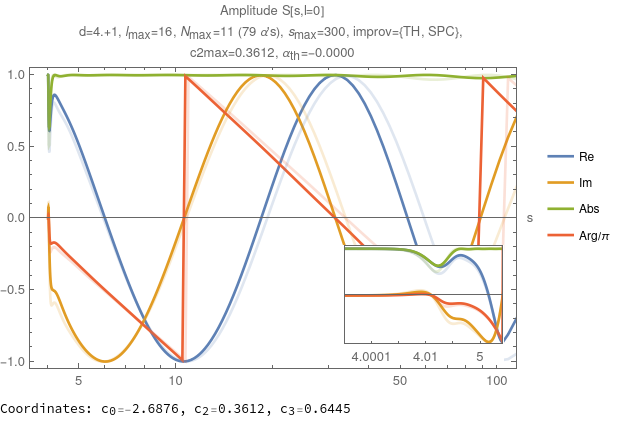 Amplitude S[s,l=0]
d=4.+1, lmax=16, Nmax=11 (79 α's), smax=300, improv={TH, SPC},
c2max=0.3612, αth=-0.0000
1.0
0.5
0.0
-0.5
-1.0
5
10
50
100
s
4.0001
4.01
5
Re
Im
Abs
Arg/π
Coordinates: c0=-2.6876, c2=0.3612, c3=0.6445